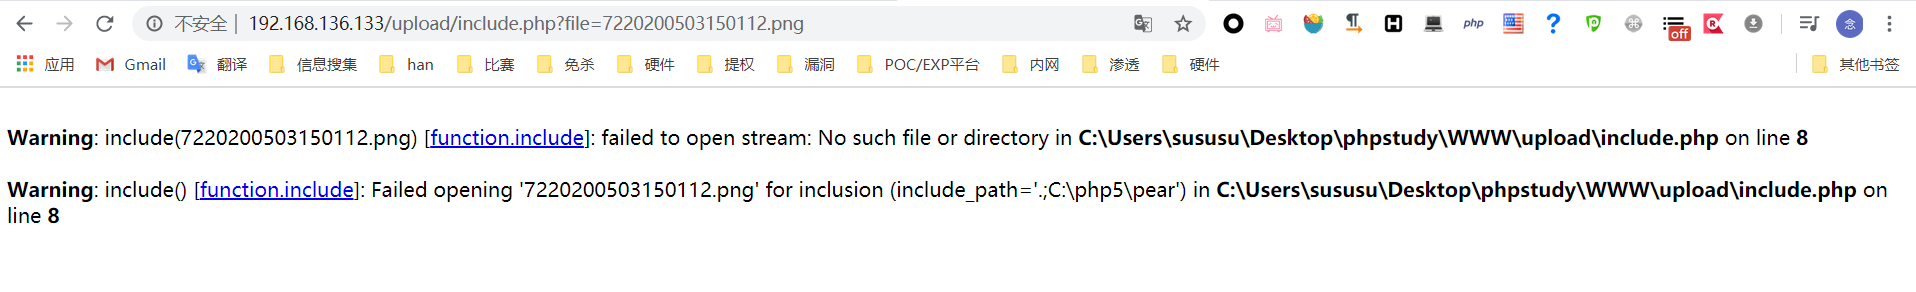 不安全 | 192.168.136.133/upload/include.php?file=7220200503150112.png
php
off
念
应用 Gmail 翻译 信息搜集 han 比赛 免杀 硬件 提权 漏洞 POC/EXP平台 内网 渗透 硬件 其他书签
Warning: include(7220200503150112.png) [function.include]: failed to open stream: No such file or directory in C:\Users\sususu\Desktop\phpstudy\WWW\upload\include.php on line 8
Warning: include() [function.include]: Failed opening '7220200503150112.png' for inclusion (include_path='.;C:\php5\pear') in C:\Users\sususu\Desktop\phpstudy\WWW\upload\include.php on
line 8